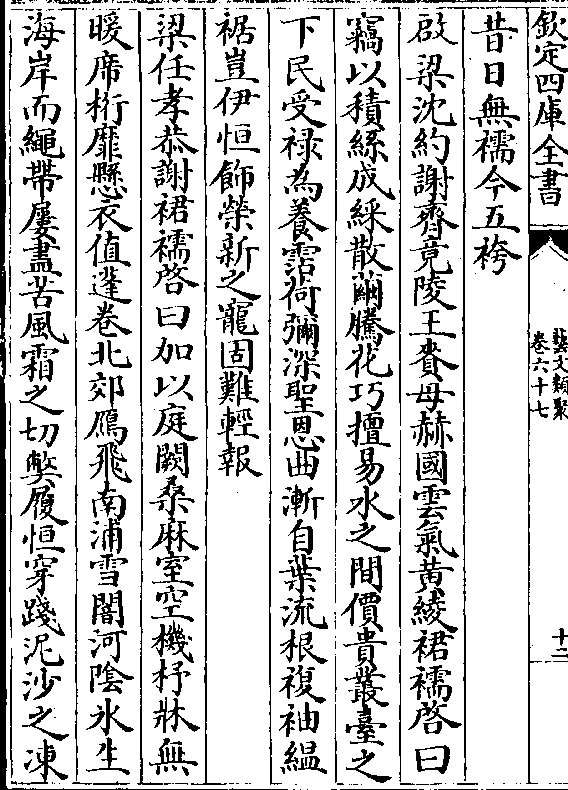 欽定四庫全書
藝文類聚
卷六十七
十二
昔日無襦今五袴
啟 梁沈約謝齊竟陵王賚母赫國雲氣黄綾裙襦啓曰
竊以積絲成綵散繭騰花巧擅易水之間價貴叢臺之
下民受禄為養霑荷彌深聖恩曲漸自葉流根複袖緼
裾豈伊恒飾榮新之寵固難輕報
梁任孝恭謝裙襦啓曰加以庭闕桑麻室空機杼牀無
暖席桁靡懸衣值蓬卷北郊鴈飛南浦雪闇河陰氷生
海岸而繩帶屢盡苦風霜之切弊履恒穿踐泥沙之凍